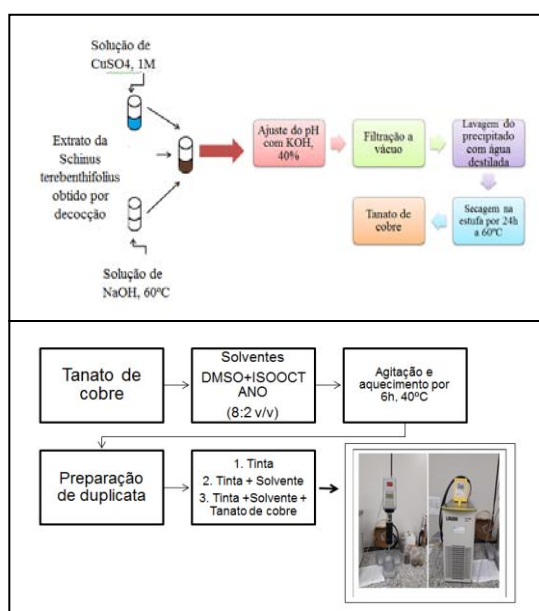 Solução de
CuSO4, 1M
Extrato da
Schinus
terebenthifolius
obtido por
decocção
Solução de
NaOH, 60ºC
Ajuste do pH
com KOH,
40%
Filtração a
vácuo
Lavagem do
precipitado
com água
destilada
Secagem na
estufa por 24h
a 60ºC
Tanato de
cobre
Tanato de
cobre
Solventes
DMSO+ISOOCT
ANO
(8:2 v/v)
Agitação e
aquecimento por
6h, 40ºC
Preparação
de duplicata
1. Tinta
2. Tinta + Solvente
3. Tinta +Solvente +
Tanato de cobre